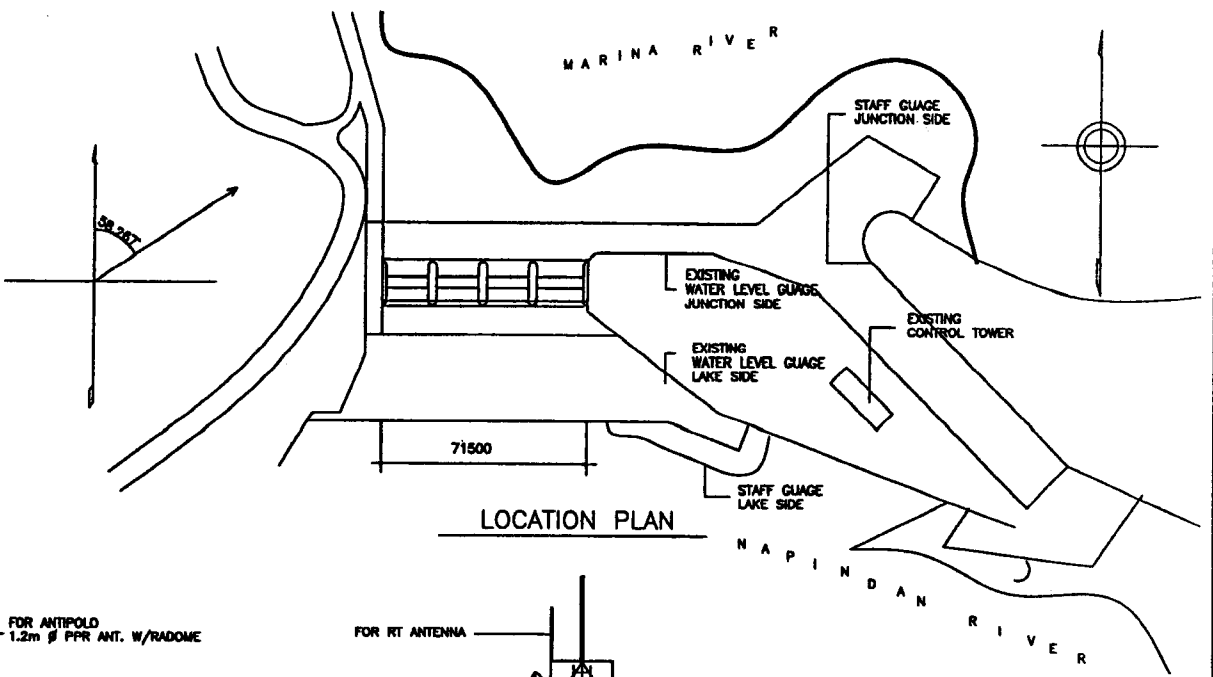 MARINA RIVER
STAFF GUAGE
JUNCTION SIDE
58.267°
EXISTING
WATER LEVEL GUAGE
JUNCTION SIDE
EXISTING
CONTROL TOWER
EXISTING
WATER LEVEL GUAGE
LAKE SIDE
71500
STAFF GUAGE
LAKE SIDE
LOCATION PLAN
NAPINDAN RIVER
FOR ANTIPOLO
1.2m Ø PPR ANT. W/RADOME
FOR RT ANTENNA